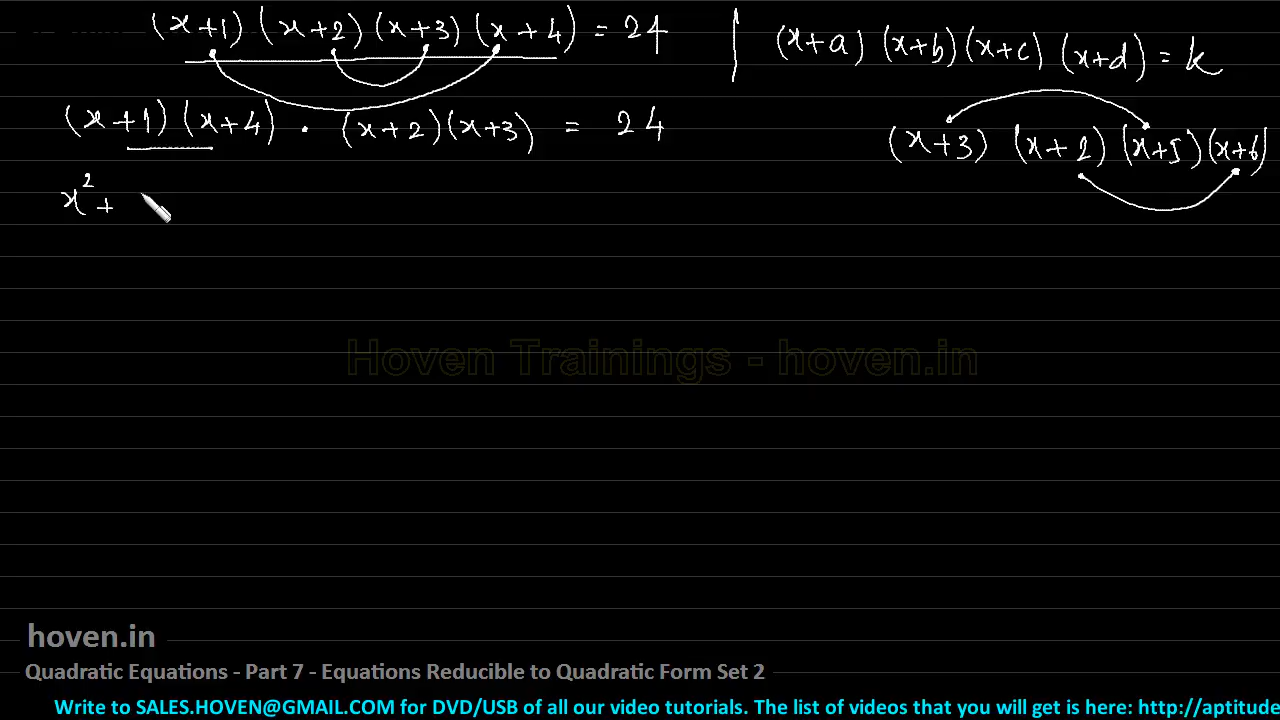 (x+1) (x+2) (x+3) (x+4) = 24
(x+a) (x+b) (x+c) (x+d) = k
(x+1) (x+4) . (x+2) (x+3) = 24
(x+3) (x+2) (x+5) (x+6)
x² +
Hoven Trainings - hoven.in
hoven.in
Quadratic Equations - Part 7 - Equations Reducible to Quadratic Form Set 2
Write to SALES.HOVEN@GMAIL.COM for DVD/USB of all our video tutorials. The list of videos that you will get is here: http://aptitude